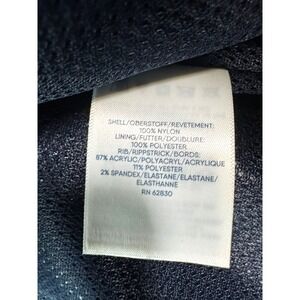 SHELL/OBERSTOFF/REVETEMENT:
100% NYLON
LINING/FUTTER/DOUBLURE:
100% POLYESTER
RIB/RIPPSTRICK/BORDS:
87% ACRYLIC/POLYACRYL/ACRYLIQUE
11% POLYESTER
2% SPANDEX/ELASTANE/ELASTANE/
ELASTHANNE
RN 62830